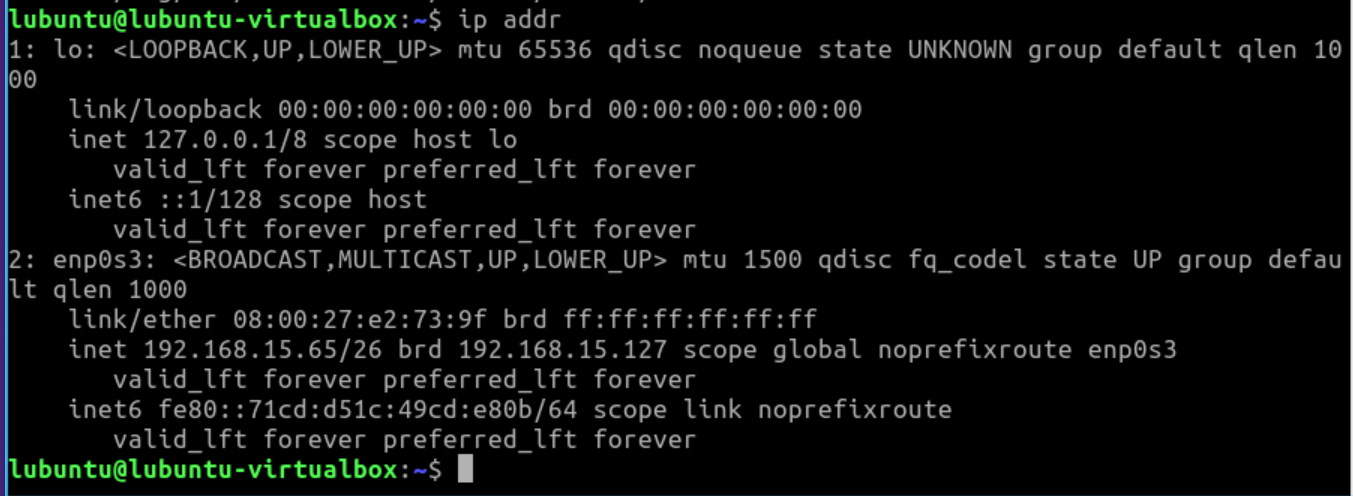 lubuntu@lubuntu-virtualbox:~$ ip addr
1: lo: <LOOPBACK,UP,LOWER_UP> mtu 65536 qdisc noqueue state UNKNOWN group default qlen 10
00
    link/loopback 00:00:00:00:00:00 brd 00:00:00:00:00:00
    inet 127.0.0.1/8 scope host lo
       valid_lft forever preferred_lft forever
    inet6 ::1/128 scope host
       valid_lft forever preferred_lft forever
2: enp0s3: <BROADCAST,MULTICAST,UP,LOWER_UP> mtu 1500 qdisc fq_codel state UP group defau
lt qlen 1000
    link/ether 08:00:27:e2:73:9f brd ff:ff:ff:ff:ff:ff
    inet 192.168.15.65/26 brd 192.168.15.127 scope global noprefixroute enp0s3
       valid_lft forever preferred_lft forever
    inet6 fe80::71cd:d51c:49cd:e80b/64 scope link noprefixroute
       valid_lft forever preferred_lft forever
lubuntu@lubuntu-virtualbox:~$